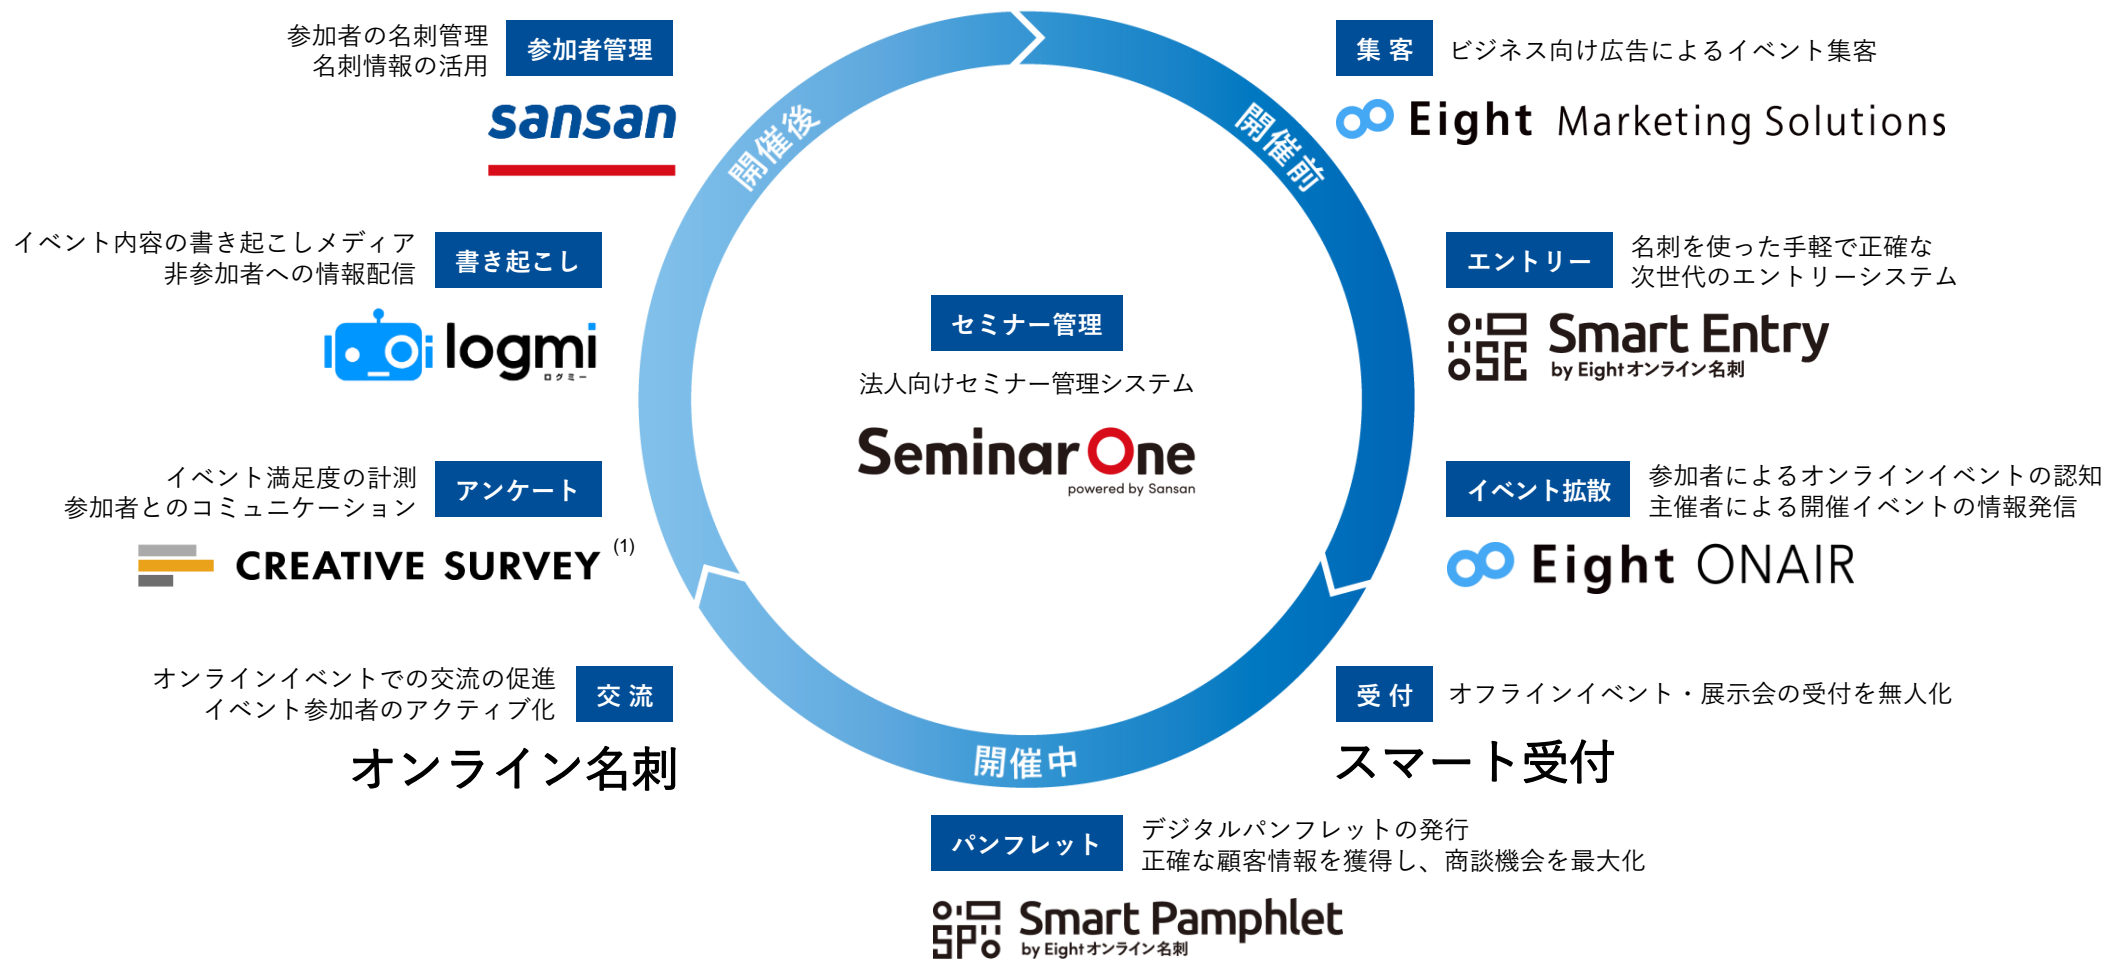 参加者の名刺管理
名刺情報の活用
参加者管理
sansan
イベント内容の書き起こしメディア
非参加者への情報配信
書き起こし
logmi
ログミー
イベント満足度の計測
参加者とのコミュニケーション
アンケート
CREATIVE SURVEY (1)
オンラインイベントでの交流の促進
イベント参加者のアクティブ化
交流
オンライン名刺
開催後
開催前
開催中
セミナー管理
法人向けセミナー管理システム
Seminar One
powered by Sansan
集客
ビジネス向け広告によるイベント集客
Eight Marketing Solutions
エントリー
名刺を使った手軽で正確な
次世代のエントリーシステム
SE
Smart Entry
by Eightオンライン名刺
イベント拡散
参加者によるオンラインイベントの認知
主催者による開催イベントの情報発信
Eight ONAIR
受付
オフラインイベント・展示会の受付を無人化
スマート受付
パンフレット
デジタルパンフレットの発行
正確な顧客情報を獲得し、商談機会を最大化
SP
Smart Pamphlet
by Eightオンライン名刺